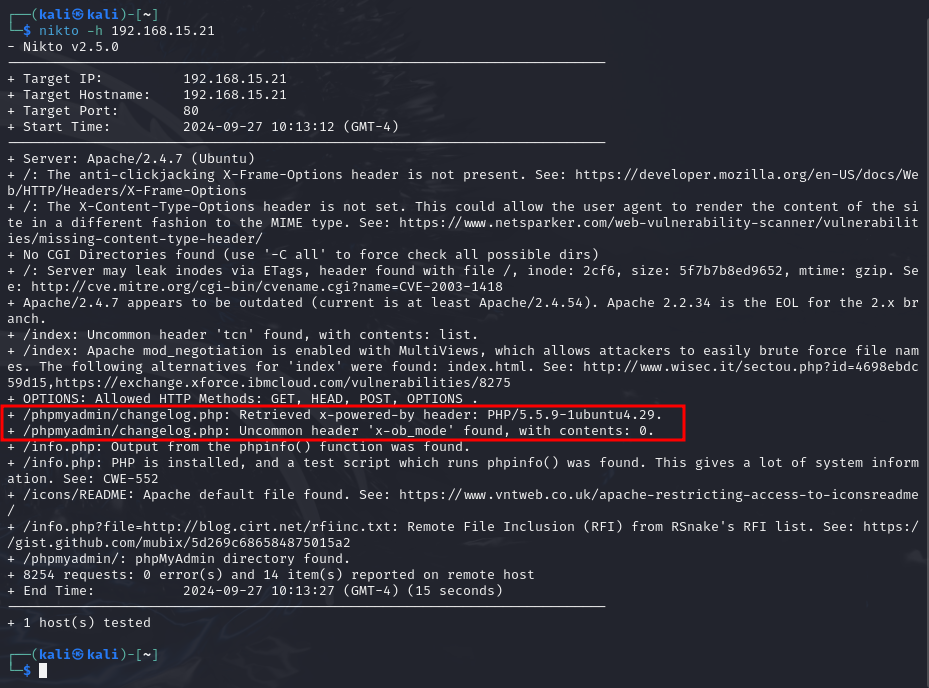 ┌──(kali㉿kali)-[~]
└─$ nikto -h 192.168.15.21
- Nikto v2.5.0
---------------------------------------------------------------------------
+ Target IP:          192.168.15.21
+ Target Hostname:    192.168.15.21
+ Target Port:        80
+ Start Time:         2024-09-27 10:13:12 (GMT-4)
---------------------------------------------------------------------------
+ Server: Apache/2.4.7 (Ubuntu)
+ /: The anti-clickjacking X-Frame-Options header is not present. See: https://developer.mozilla.org/en-US/docs/We
b/HTTP/Headers/X-Frame-Options
+ /: The X-Content-Type-Options header is not set. This could allow the user agent to render the content of the si
te in a different fashion to the MIME type. See: https://www.netsparker.com/web-vulnerability-scanner/vulnerabilit
ies/missing-content-type-header/
+ No CGI Directories found (use '-C all' to force check all possible dirs)
+ /: Server may leak inodes via ETags, header found with file /, inode: 2cf6, size: 5f7b7b8ed9652, mtime: gzip. Se
e: http://cve.mitre.org/cgi-bin/cvename.cgi?name=CVE-2003-1418
+ Apache/2.4.7 appears to be outdated (current is at least Apache/2.4.54). Apache 2.2.34 is the EOL for the 2.x br
anch.
+ /index: Uncommon header 'tcn' found, with contents: list.
+ /index: Apache mod_negotiation is enabled with MultiViews, which allows attackers to easily brute force file nam
es. The following alternatives for 'index' were found: index.html. See: http://www.wisec.it/sectou.php?id=4698ebdc
59d15,https://exchange.xforce.ibmcloud.com/vulnerabilities/8275
+ OPTIONS: Allowed HTTP Methods: GET, HEAD, POST, OPTIONS .
+ /phpmyadmin/changelog.php: Retrieved x-powered-by header: PHP/5.5.9-1ubuntu4.29.
+ /phpmyadmin/changelog.php: Uncommon header 'x-ob_mode' found, with contents: 0.
+ /info.php: Output from the phpinfo() function was found.
+ /info.php: PHP is installed, and a test script which runs phpinfo() was found. This gives a lot of system inform
ation. See: CWE-552
+ /icons/README: Apache default file found. See: https://www.vntweb.co.uk/apache-restricting-access-to-iconsreadme
/
+ /info.php?file=http://blog.cirt.net/rfiinc.txt: Remote File Inclusion (RFI) from RSnake's RFI list. See: https:/
/gist.github.com/mubix/5d269c686584875015a2
+ /phpmyadmin/: phpMyAdmin directory found.
+ 8254 requests: 0 error(s) and 14 item(s) reported on remote host
+ End Time:           2024-09-27 10:13:27 (GMT-4) (15 seconds)
---------------------------------------------------------------------------
+ 1 host(s) tested
┌──(kali㉿kali)-[~]
└─$